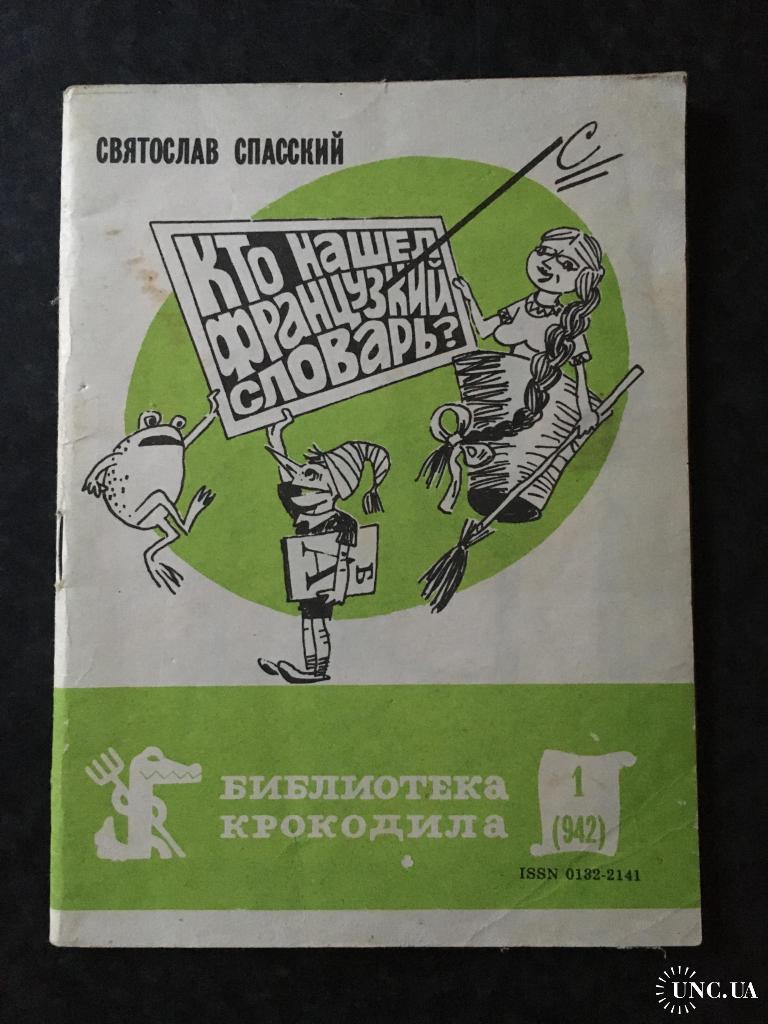 СВЯТОСЛАВ СПАССКИЙ
С
КТО НАШЕЛ
ФРАНЦУЗСКИЙ
СЛОВАРЬ?
А Б
БИБЛИОТЕКА
КРОКОДИЛА
1
(942)
ISSN 0132-2141
UNC.UA